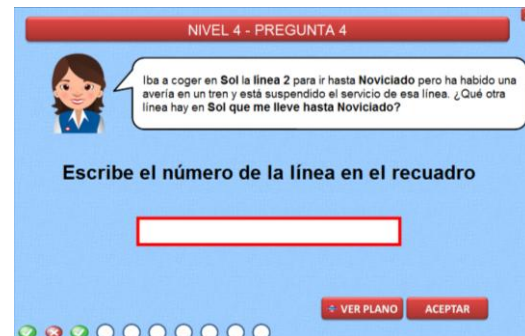 NIVEL 4 - PREGUNTA 4
Iba a coger en Sol la linea 2 para ir hasta Noviciado pero ha habido una
avería en un tren y está suspendido el servicio de esa línea. ¿Qué otra
línea hay en Sol que me lleve hasta Noviciado?
Escribe el número de la línea en el recuadro
+ VER PLANO
ACEPTAR